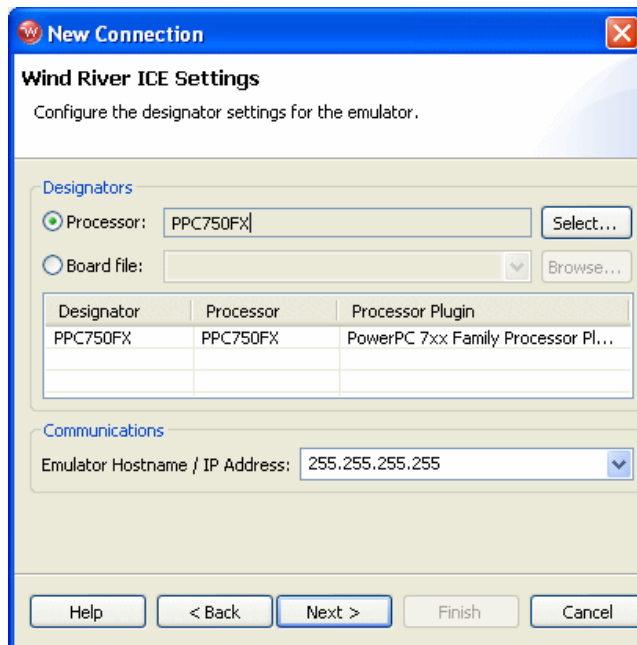 New Connection
Wind River ICE Settings
Configure the designator settings for the emulator.
Designators
Processor: PPC750FX Select...
Board file: Browse...
Designator Processor Processor Plugin
PPC750FX PPC750FX PowerPC 7xx Family Processor Pl...
Communications
Emulator Hostname / IP Address: 255.255.255.255
Help < Back Next > Finish Cancel